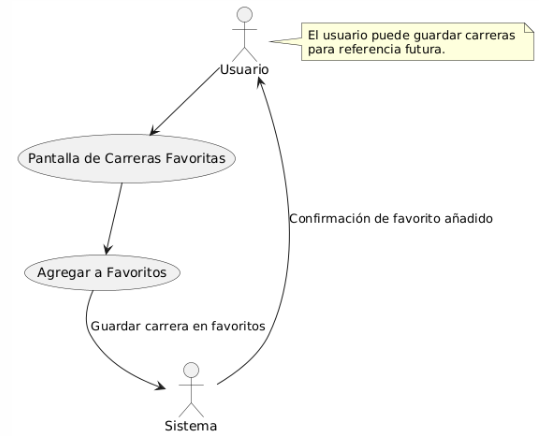 El usuario puede guardar carreras
para referencia futura.
Usuario
Pantalla de Carreras Favoritas
Confirmación de favorito añadido
Agregar a Favoritos
Guardar carrera en favoritos
Sistema